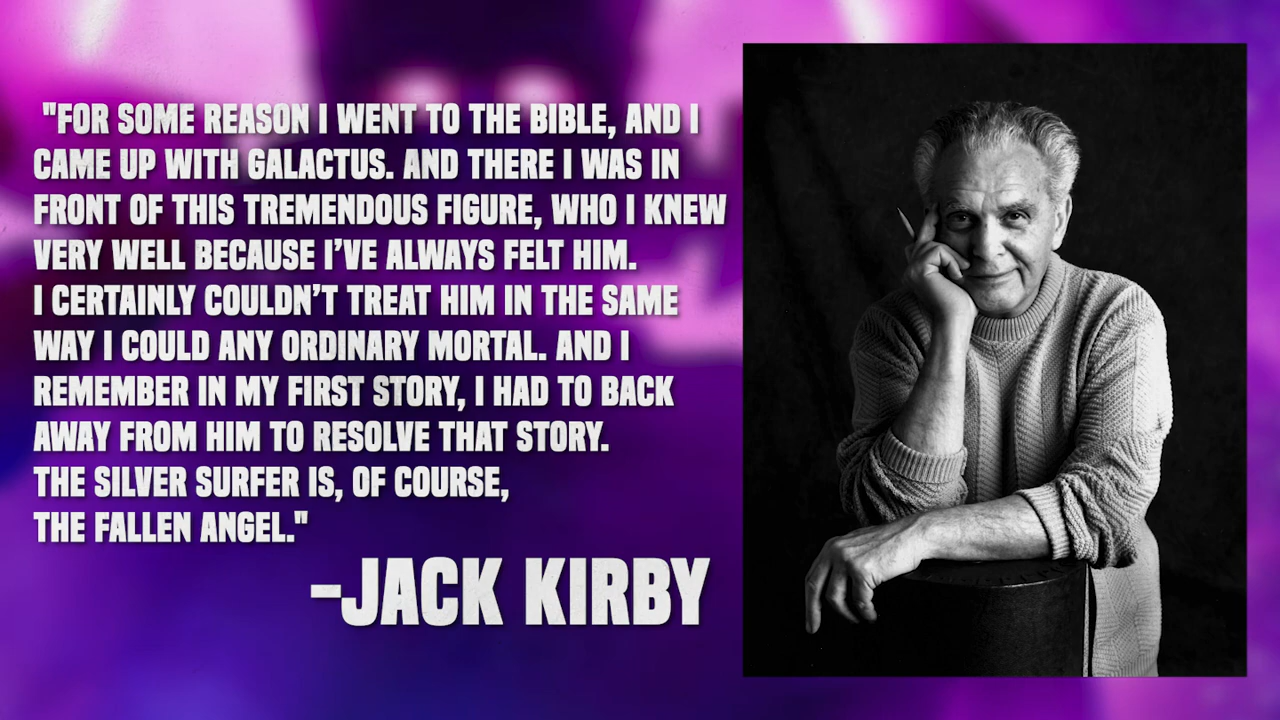 "FOR SOME REASON I WENT TO THE BIBLE, AND I
CAME UP WITH GALACTUS. AND THERE I WAS IN
FRONT OF THIS TREMENDOUS FIGURE, WHO I KNEW
VERY WELL BECAUSE I'VE ALWAYS FELT HIM.
I CERTAINLY COULDN'T TREAT HIM IN THE SAME
WAY I COULD ANY ORDINARY MORTAL. AND I
REMEMBER IN MY FIRST STORY, I HAD TO BACK
AWAY FROM HIM TO RESOLVE THAT STORY.
THE SILVER SURFER IS, OF COURSE,
THE FALLEN ANGEL."
-JACK KIRBY